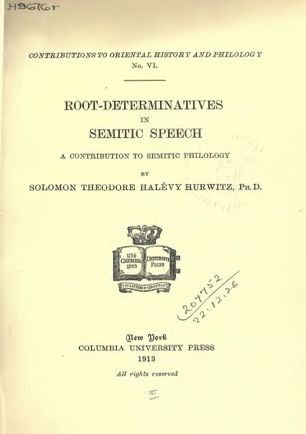 H9676r
CONTRIBUTIONS TO ORIENTAL HISTORY AND PHILOLOGY
No. VI.
ROOT-DETERMINATIVES
IN
SEMITIC SPEECH
A CONTRIBUTION TO SEMITIC PHILOLOGY
BY
SOLOMON THEODORE HALÉVY HURWITZ, Ph.D.
COLUMBIA
UNIVERSITY
PRESS
207752
22.12.26
New York
COLUMBIA UNIVERSITY PRESS
1913
All rights reserved